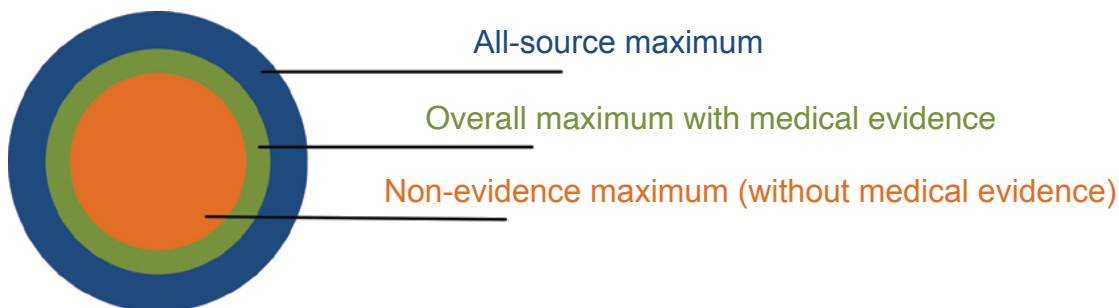 All-source maximum
Overall maximum with medical evidence
Non-evidence maximum (without medical evidence)